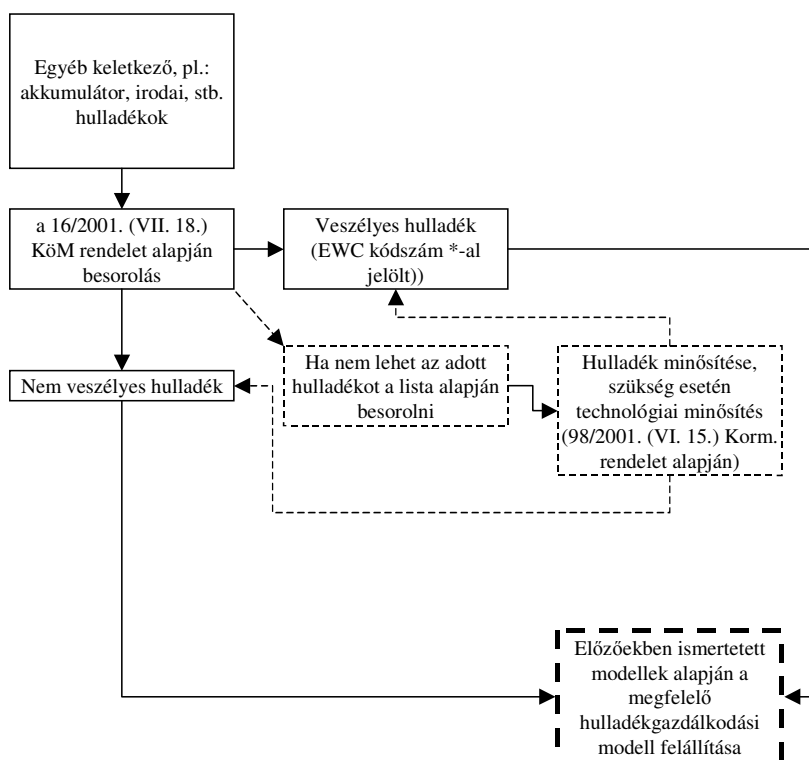 Egyéb keletkező, pl.:
akkumulátor, irodai, stb.
hulladékok
a 16/2001. (VII. 18.)
KöM rendelet alapján
besorolás
Veszélyes hulladék
(EWC kódszám *-al
jelölt))
Nem veszélyes hulladék
Ha nem lehet az adott
hulladékot a lista alapján
besorolni
Hulladék minősítése,
szükség esetén
technológiai minősítés
(98/2001. (VI. 15.) Korm.
rendelet alapján)
Előzőekben ismertetett
modellek alapján a
megfelelő
hulladékgazdálkodási
modell felállítása